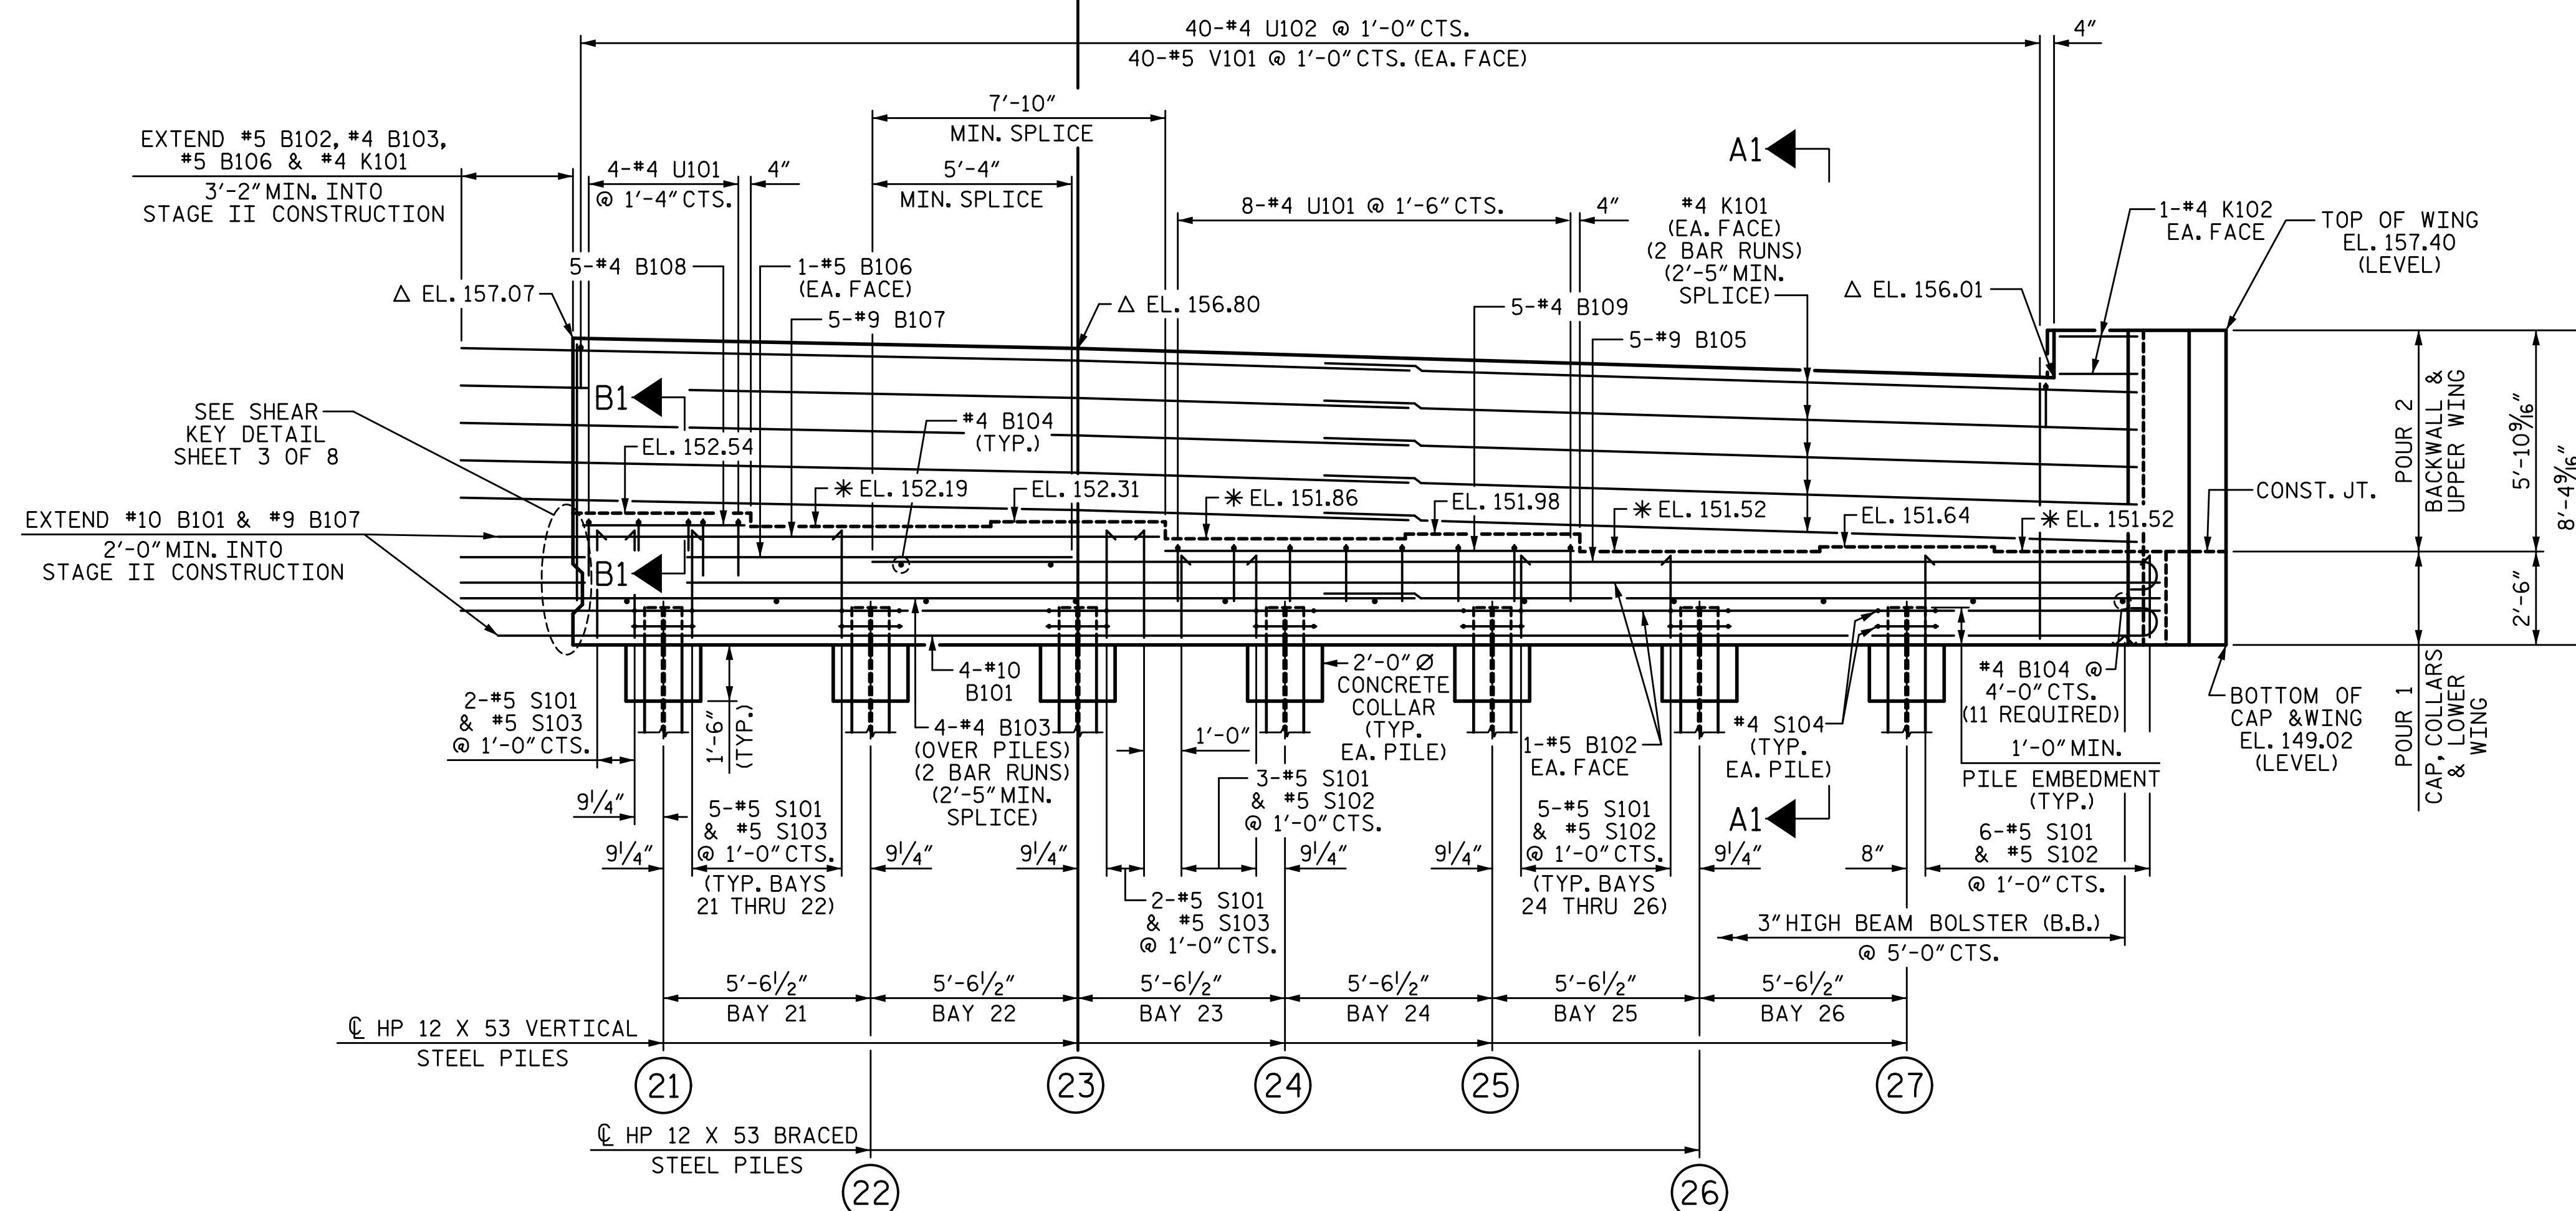 40-#4 U102 @ 1'-0" CTS.
40-#5 V101 @ 1'-0" CTS. (EA. FACE)
4"
7'-10"
MIN. SPLICE
EXTEND #5 B102, #4 B103,
#5 B106 & #4 K101
3'-2" MIN. INTO
STAGE II CONSTRUCTION
4-#4 U101
@ 1'-4" CTS.
4"
5'-4"
MIN. SPLICE
A1
8-#4 U101 @ 1'-6" CTS.
4"
#4 K101
(EA. FACE)
(2 BAR RUNS)
(2'-5" MIN.
SPLICE)
1-#4 K102
EA. FACE
TOP OF WING
EL. 157.40
(LEVEL)
5-#4 B108
1-#5 B106
(EA. FACE)
△ EL. 157.07
5-#9 B107
△ EL. 156.80
5-#4 B109
5-#9 B105
△ EL. 156.01
B1
SEE SHEAR
KEY DETAIL
SHEET 3 OF 8
#4 B104
(TYP.)
EL. 152.54
✳ EL. 152.19
EL. 152.31
✳ EL. 151.86
EL. 151.98
✳ EL. 151.52
EL. 151.64
✳ EL. 151.52
CONST. JT.
POUR 2
BACKWALL &
UPPER WING
5'-10 9/16"
8'-4 9/16"
EXTEND #10 B101 & #9 B107
2'-0" MIN. INTO
STAGE II CONSTRUCTION
B1
2'-6"
POUR 1
CAP, COLLARS
& LOWER
WING
2-#5 S101
& #5 S103
@ 1'-0" CTS.
1'-6"
(TYP.)
4-#10
B101
4-#4 B103
(OVER PILES)
(2 BAR RUNS)
(2'-5" MIN.
SPLICE)
1'-0"
2'-0" Ø
CONCRETE
COLLAR
(TYP.
EA. PILE)
1-#5 B102
EA. FACE
#4 S104
(TYP.
EA. PILE)
#4 B104 @
4'-0" CTS.
(11 REQUIRED)
1'-0" MIN.
PILE EMBEDMENT
(TYP.)
BOTTOM OF
CAP & WING
EL. 149.02
(LEVEL)
9 1/4"
5-#5 S101
& #5 S103
@ 1'-0" CTS.
(TYP. BAYS
21 THRU 22)
3-#5 S101
& #5 S102
@ 1'-0" CTS.
5-#5 S101
& #5 S102
@ 1'-0" CTS.
(TYP. BAYS
24 THRU 26)
A1
6-#5 S101
& #5 S102
@ 1'-0" CTS.
9 1/4"
9 1/4"
9 1/4"
9 1/4"
9 1/4"
9 1/4"
8"
2-#5 S101
& #5 S103
@ 1'-0" CTS.
3" HIGH BEAM BOLSTER (B.B.)
@ 5'-0" CTS.
5'-6 1/2"
BAY 21
5'-6 1/2"
BAY 22
5'-6 1/2"
BAY 23
5'-6 1/2"
BAY 24
5'-6 1/2"
BAY 25
5'-6 1/2"
BAY 26
℄ HP 12 X 53 VERTICAL
STEEL PILES
21
23
24
25
27
℄ HP 12 X 53 BRACED
STEEL PILES
22
26